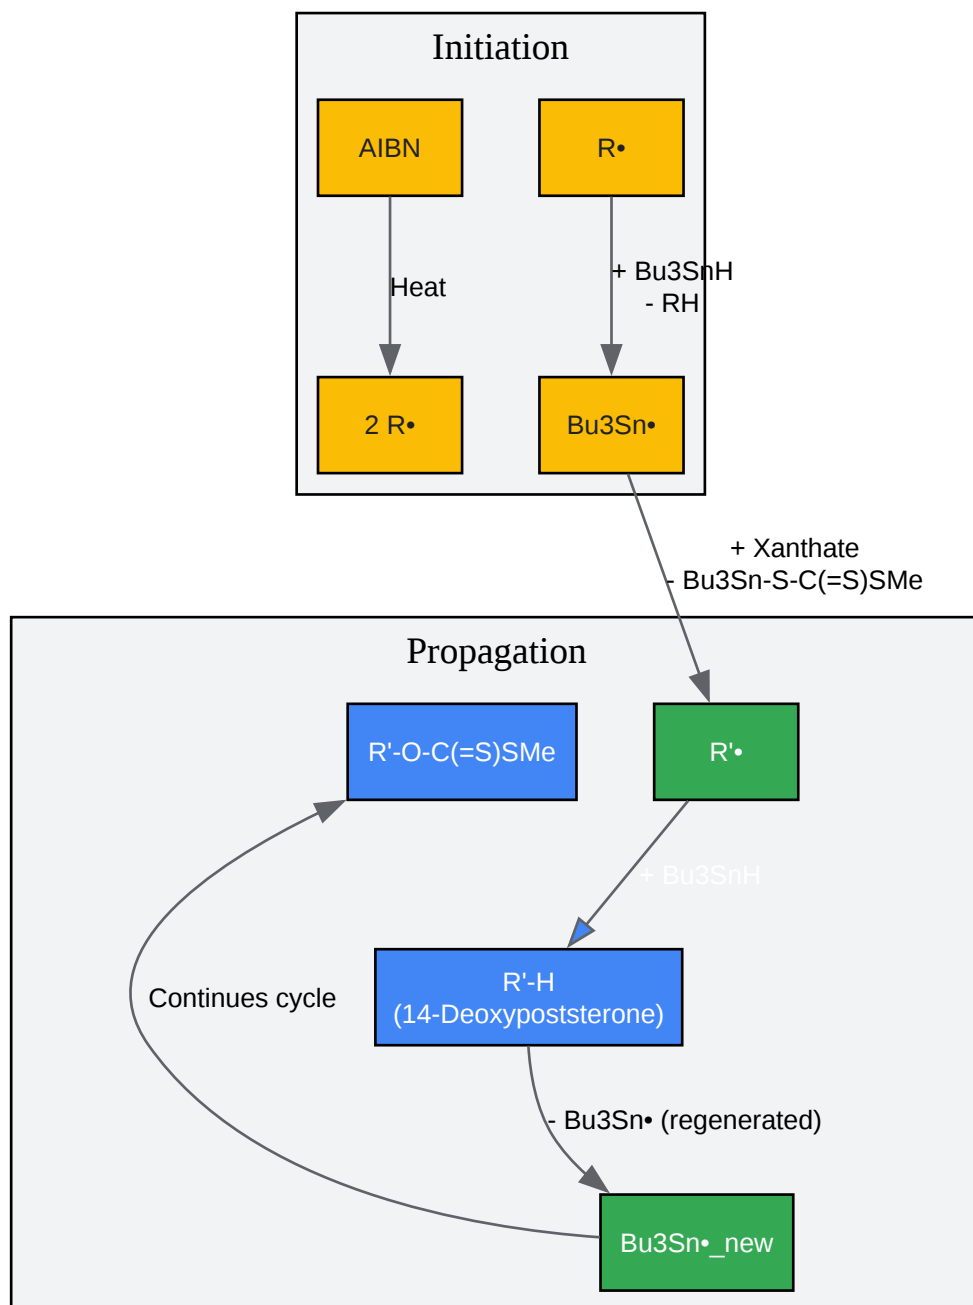 Initiation
AIBN
R•
Heat
+ Bu3SnH
- RH
2 R•
Bu3Sn•
+ Xanthate
- Bu3Sn-S-C(=S)SMe
Propagation
R'-O-C(=S)SMe
R'•
+ Bu3SnH
R'-H
(14-Deoxypoststerone)
Continues cycle
- Bu3Sn• (regenerated)
Bu3Sn•_new